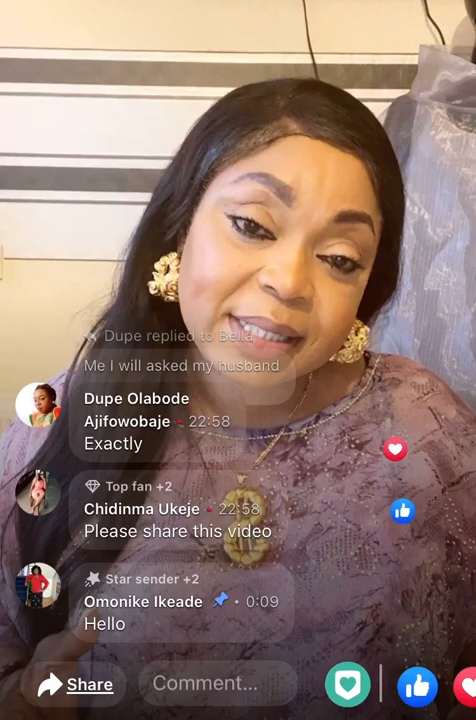 Dupe replied to Bella
Me I will asked my husband
Dupe Olabode
Ajifowobaje • 22:58
Exactly
Top fan +2
Chidinma Ukeje • 22:58
Please share this video
Star sender +2
Omonike Ikeade • 0:09
Hello
Share
Comment...